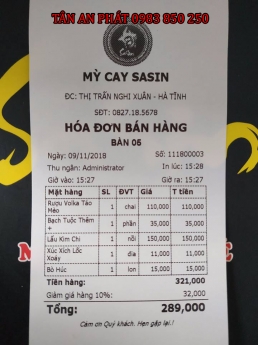 TÂN AN PHÁT 0983 850 250
MỲ CAY SASIN
ĐC: THỊ TRẤN NGHI XUÂN - HÀ TĨNH
SĐT: 0827.18.5678
HÓA ĐƠN BÁN HÀNG
BÀN 06
Ngày: 09/11/2018 Số: 111800003
Thu ngân: Administrator In lúc: 15:28
Giờ vào: 15:27 Giờ ra: 15:27
Mặt hàng SL ĐVT Giá T tiền
Rượu Volka Táo 1 chai 110,000 110,000
Mèo
Bạch Tuộc Thêm 1 phần 35,000 35,000
+
Lẩu Kim Chi 1 nồi 150,000 150,000
Xúc Xích Lốc 1 đĩa 11,000 11,000
Xoáy
Bò Húc 1 lon 15,000 15,000
Tiền hàng: 321,000
Giảm giá hàng 10%: 32,000
Tổng: 289,000
Cảm ơn Quý khách. Hẹn gặp lại.!